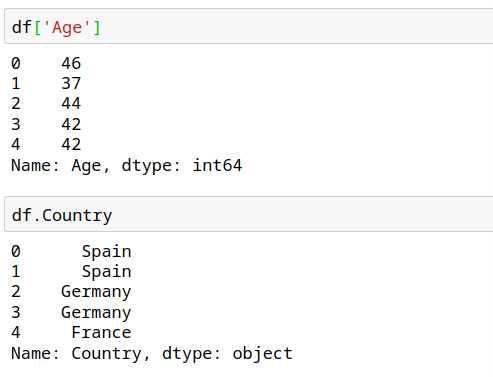 df['Age']
0    46
1    37
2    44
3    42
4    42
Name: Age, dtype: int64
df.Country
0      Spain
1      Spain
2    Germany
3    Germany
4     France
Name: Country, dtype: object